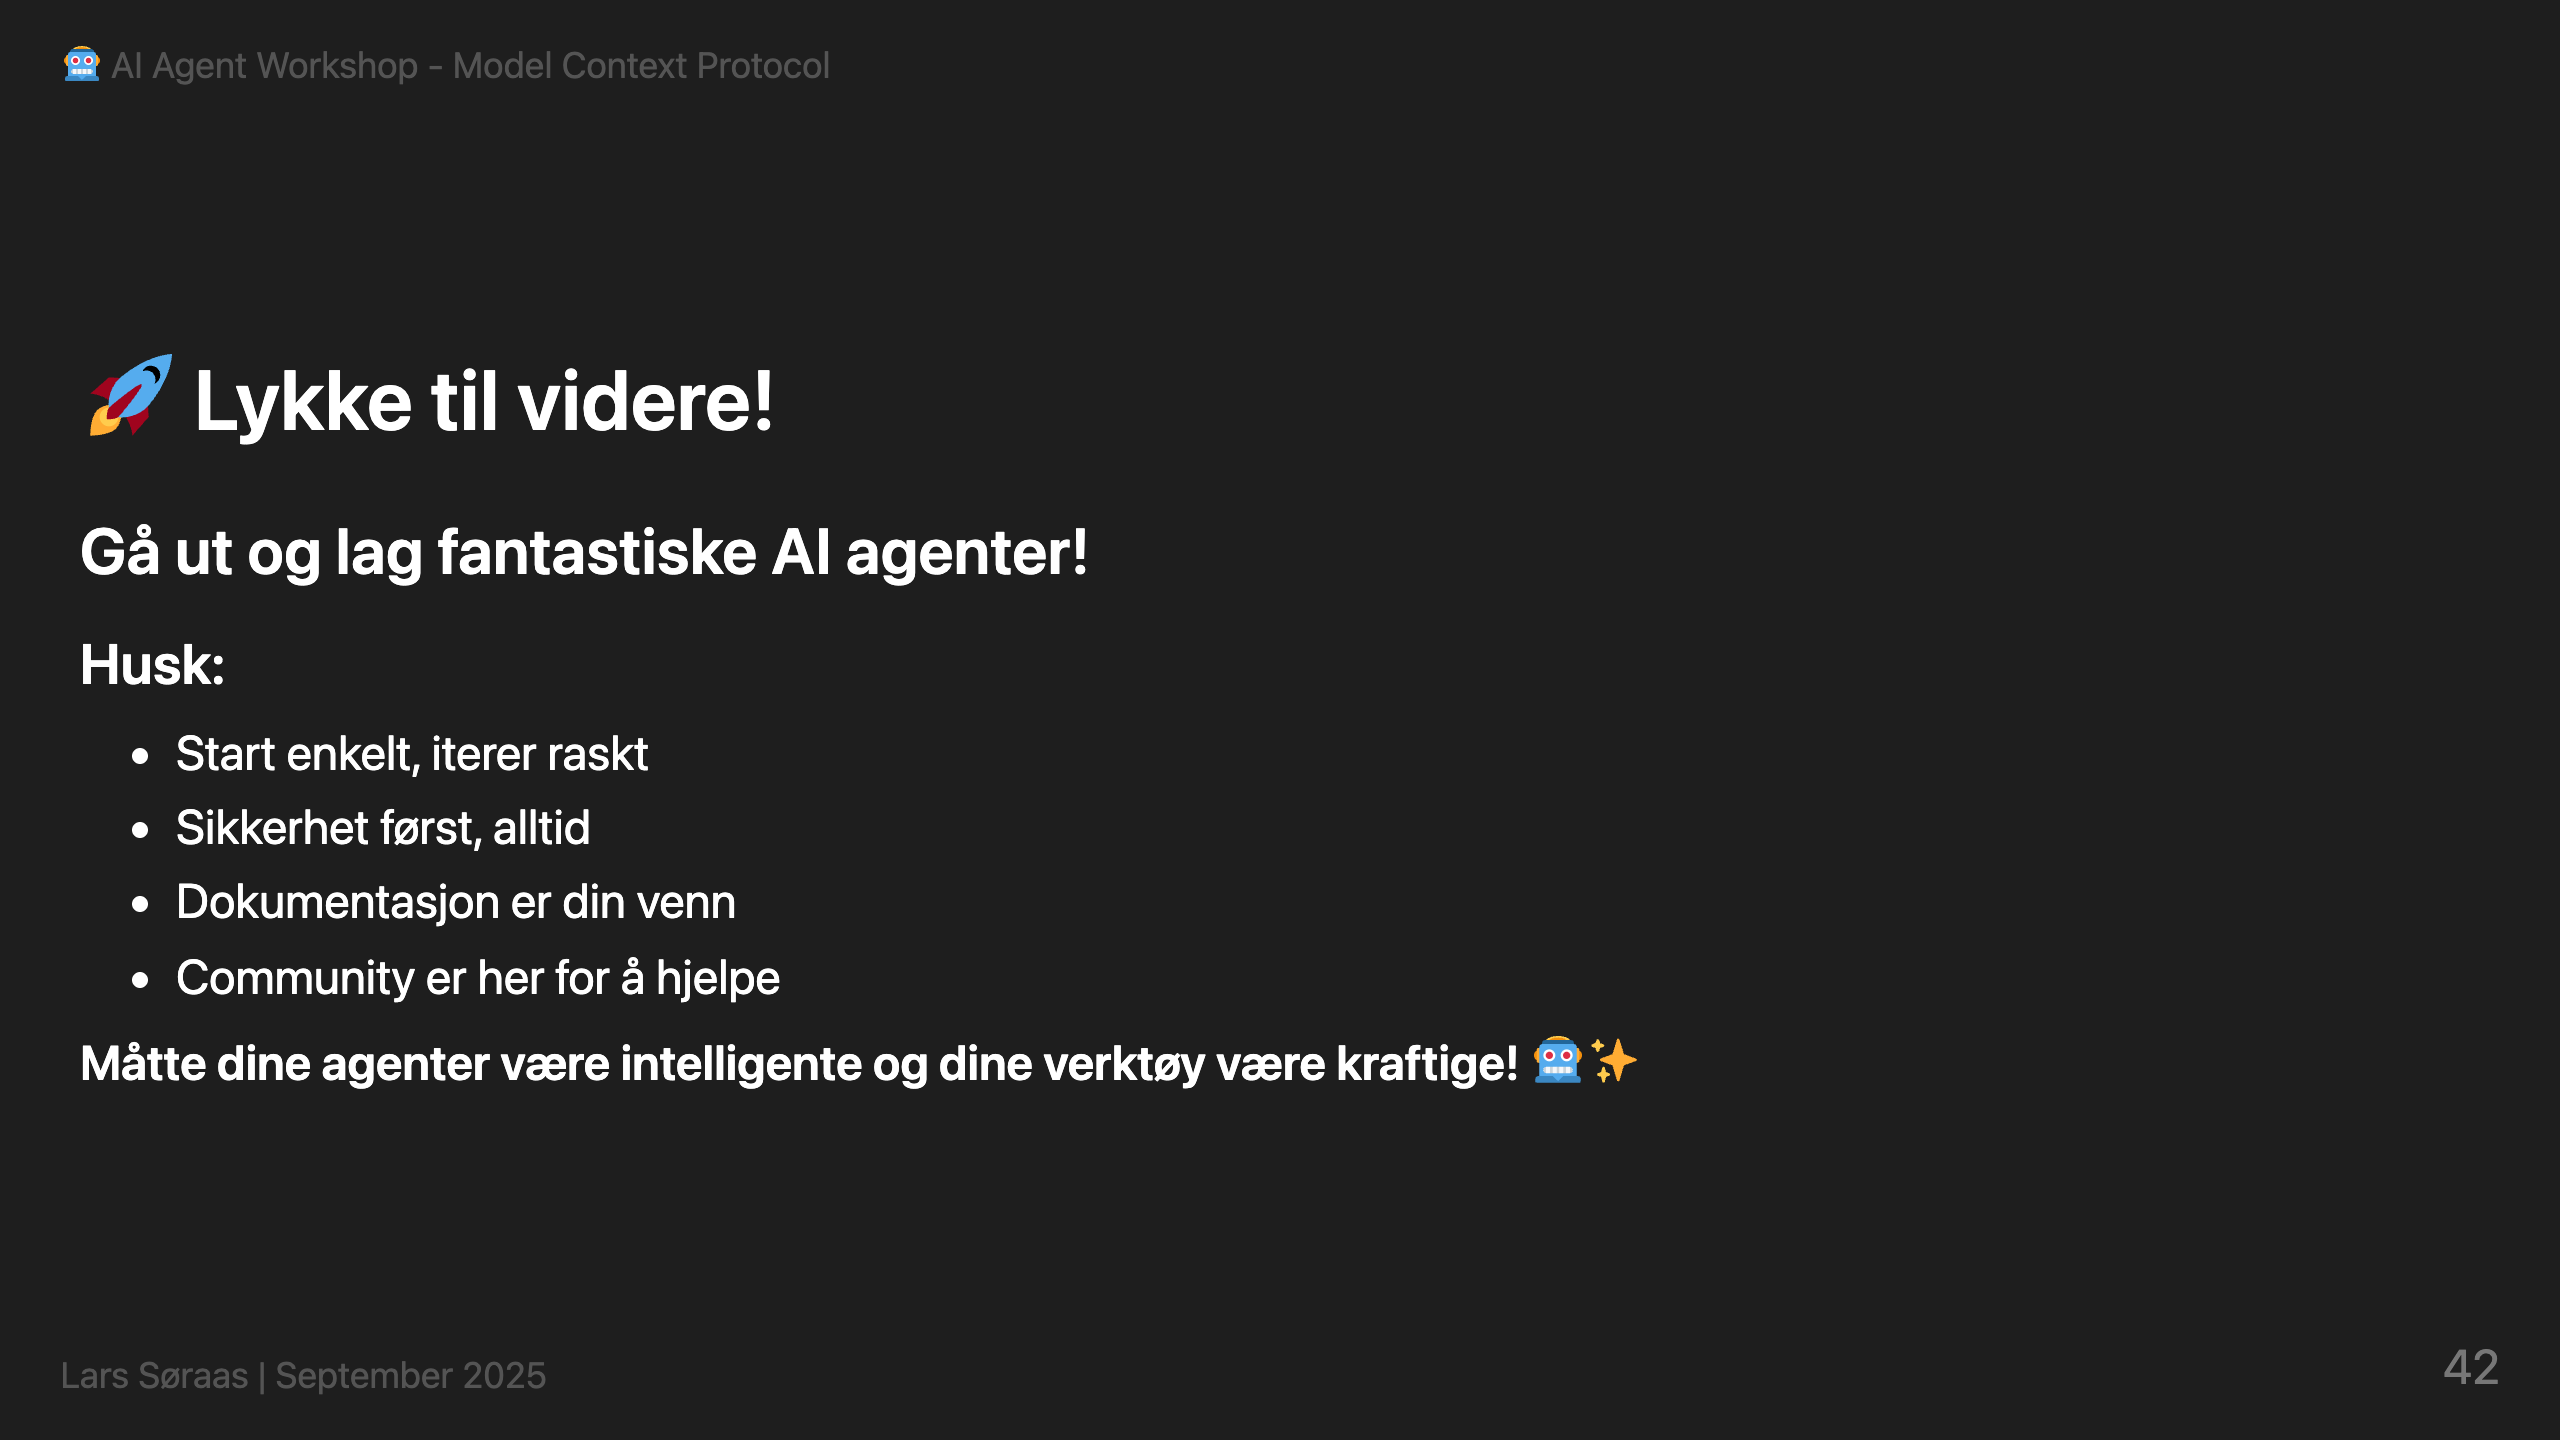 🤖 AI Agent Workshop - Model Context Protocol
🚀 Lykke til videre!
Gå ut og lag fantastiske AI agenter!
Husk:
• Start enkelt, iterer raskt
• Sikkerhet først, alltid
• Dokumentasjon er din venn
• Community er her for å hjelpe
Måtte dine agenter være intelligente og dine verktøy være kraftige! 🤖✨
Lars Søraas | September 2025
42